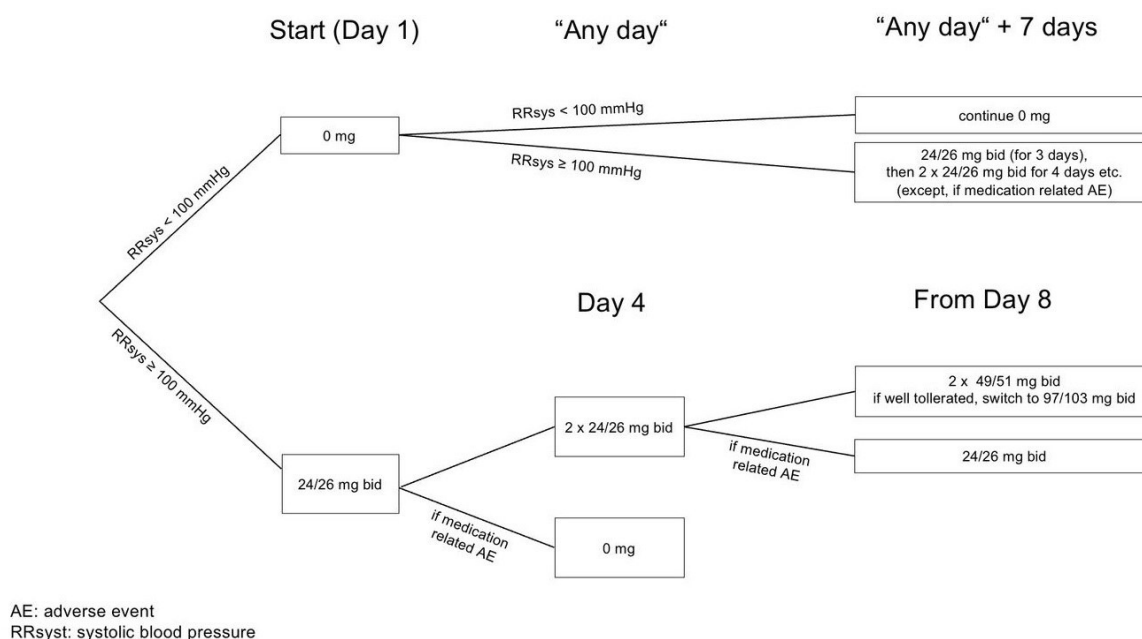 Start (Day 1)
“Any day“
“Any day“ + 7 days
RRsys < 100 mmHg
0 mg
RRsys < 100 mmHg
RRsys ≥ 100 mmHg
continue 0 mg
24/26 mg bid (for 3 days),
then 2 x 24/26 mg bid for 4 days etc.
(except, if medication related AE)
Day 4
From Day 8
RRsys ≥ 100 mmHg
24/26 mg bid
if medication
related AE
2 x 24/26 mg bid
0 mg
if medication
related AE
2 x  49/51 mg bid
if well tollerated, switch to 97/103 mg bid
24/26 mg bid
AE: adverse event
RRsyst: systolic blood pressure